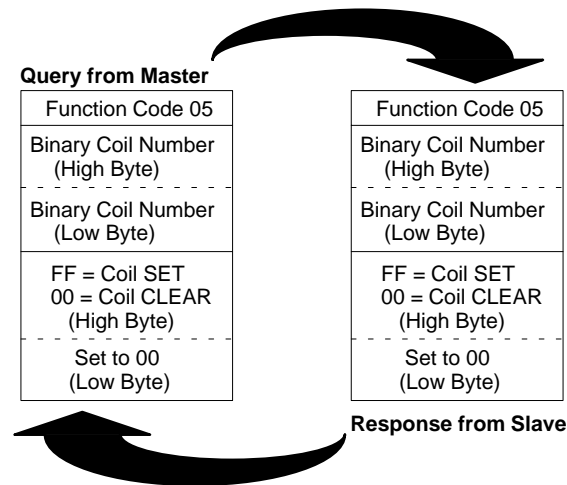 Query from Master
Function Code 05
Binary Coil Number
(High Byte)
Binary Coil Number
(Low Byte)
FF = Coil SET
00 = Coil CLEAR
(High Byte)
Set to 00
(Low Byte)
Function Code 05
Binary Coil Number
(High Byte)
Binary Coil Number
(Low Byte)
FF = Coil SET
00 = Coil CLEAR
(High Byte)
Set to 00
(Low Byte)
Response from Slave